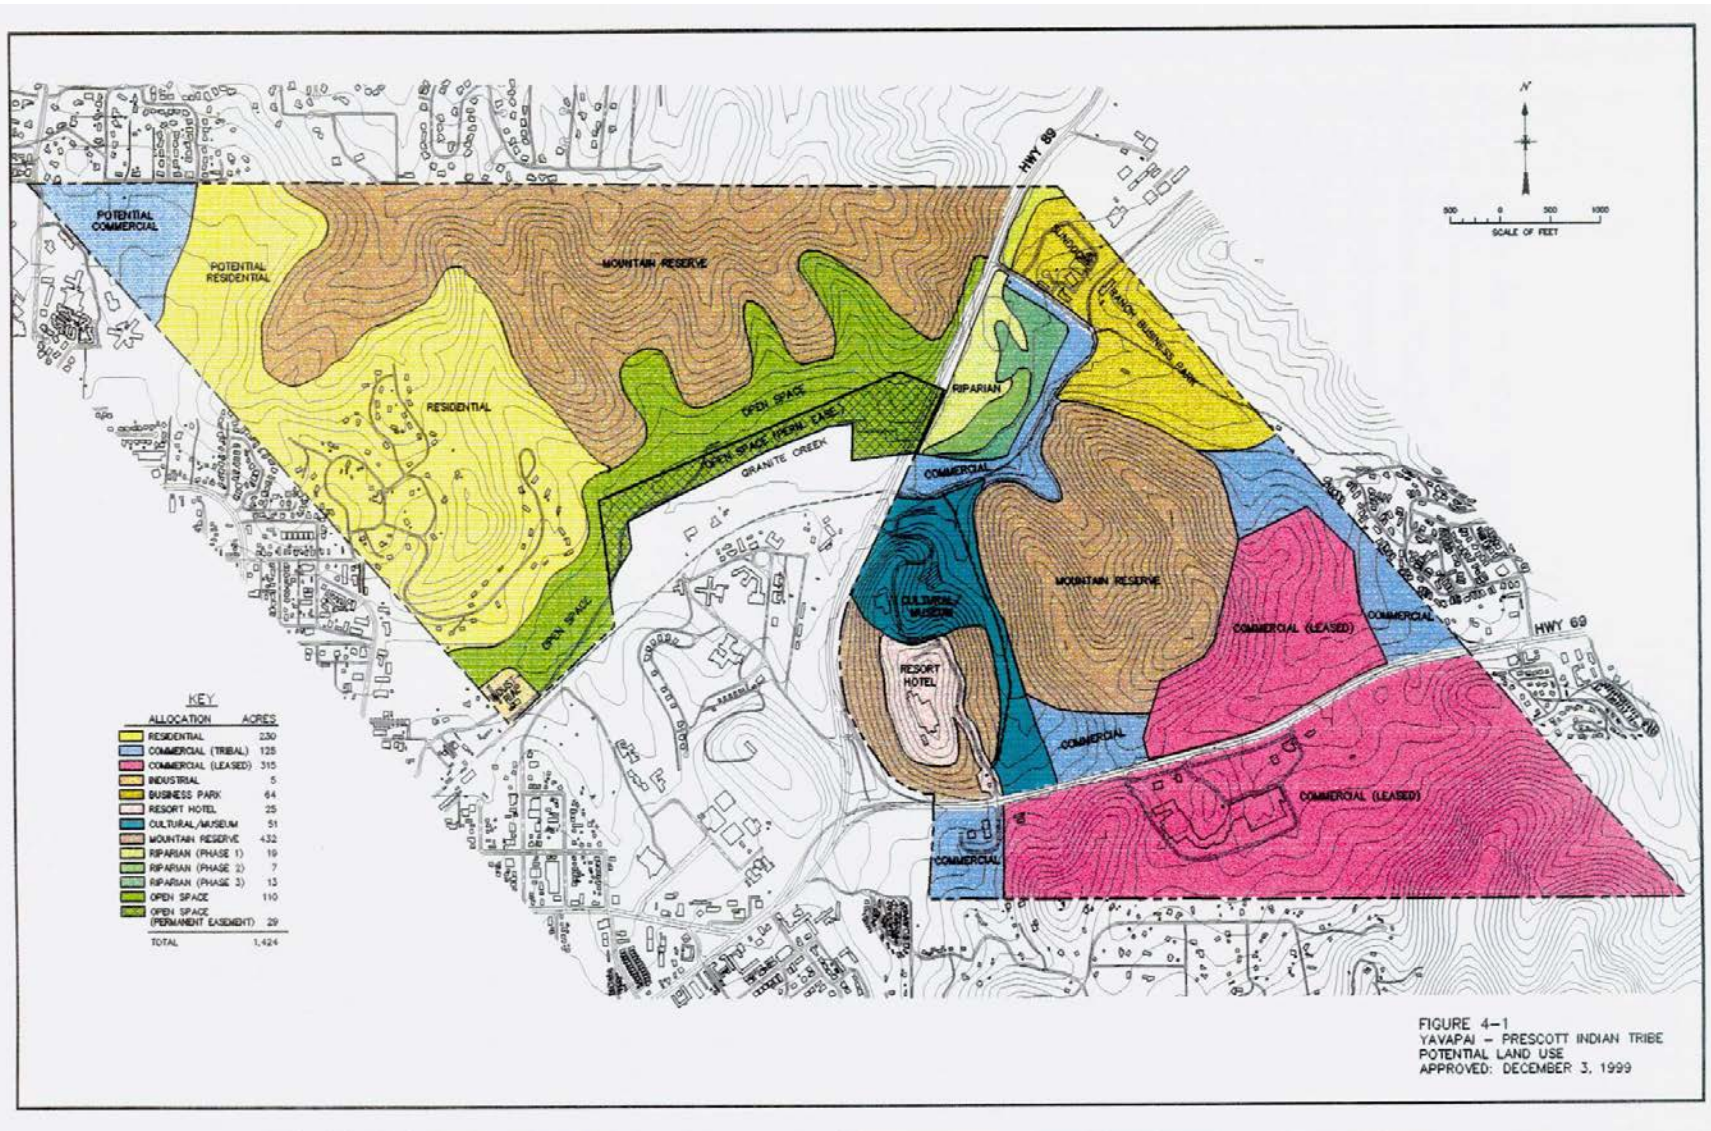 N
HWY 89
500 0 500 1000
SCALE OF FEET
POTENTIAL
COMMERCIAL
POTENTIAL
RESIDENTIAL
MOUNTAIN RESERVE
SUNDOG
RANCH BUSINESS PARK
RIPARIAN
RESIDENTIAL
OPEN SPACE
OPEN SPACE (PERM. EASE.)
GRANITE CREEK
COMMERCIAL
MOUNTAIN RESERVE
CULTURAL/
MUSEUM
COMMERCIAL (LEASED)
COMMERCIAL
HWY 69
OPEN SPACE
RESORT
HOTEL
COMMERCIAL
COMMERCIAL (LEASED)
COMMERCIAL
KEY
ALLOCATION ACRES
RESIDENTIAL 230
COMMERCIAL (TRIBAL) 125
COMMERCIAL (LEASED) 315
INDUSTRIAL 5
BUSINESS PARK 64
RESORT HOTEL 25
CULTURAL/MUSEUM 51
MOUNTAIN RESERVE 432
RIPARIAN (PHASE 1) 19
RIPARIAN (PHASE 2) 7
RIPARIAN (PHASE 3) 13
OPEN SPACE 110
OPEN SPACE
(PERMANENT EASEMENT) 29
TOTAL 1,424
FIGURE 4-1
YAVAPAI - PRESCOTT INDIAN TRIBE
POTENTIAL LAND USE
APPROVED: DECEMBER 3, 1999